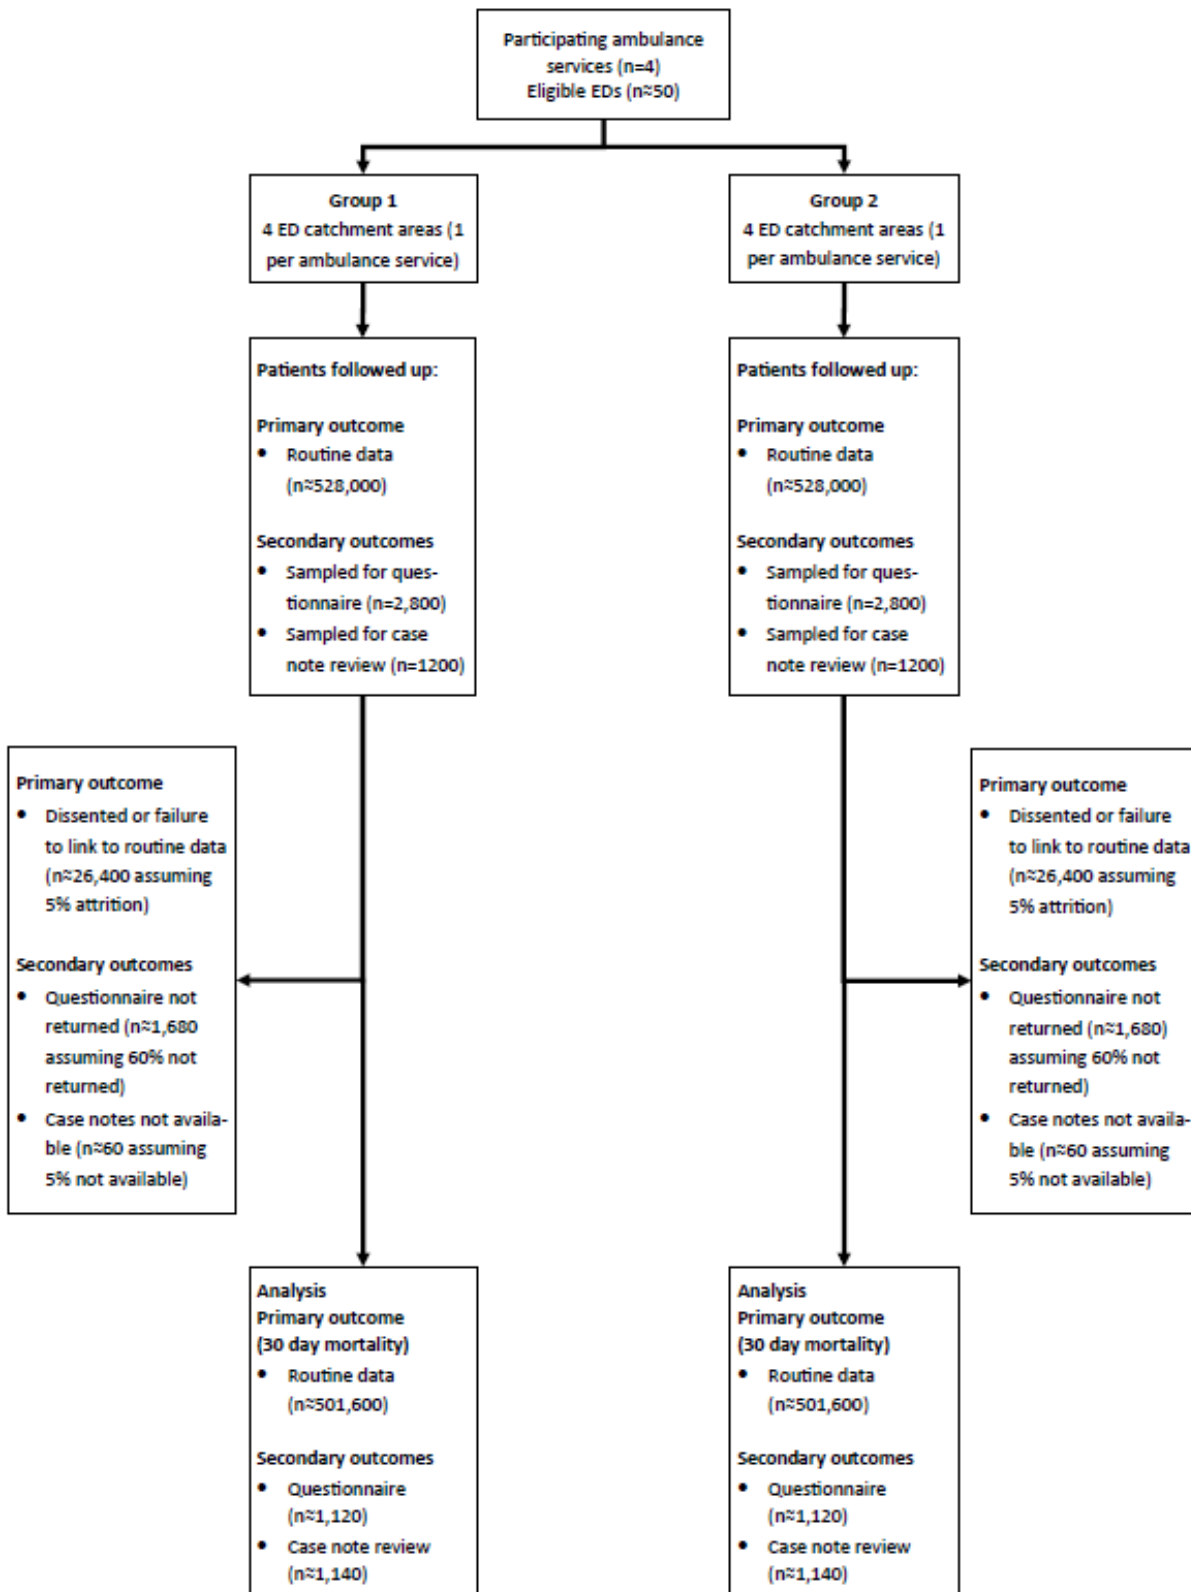 Participating ambulance
services (n=4)
Eligible EDs (n≈50)
Group 1
4 ED catchment areas (1
per ambulance service)
Group 2
4 ED catchment areas (1
per ambulance service)
Patients followed up:
Primary outcome
• Routine data
(n≈528,000)
Secondary outcomes
• Sampled for ques-
tionnaire (n=2,800)
• Sampled for case
note review (n=1200)
Patients followed up:
Primary outcome
• Routine data
(n≈528,000)
Secondary outcomes
• Sampled for ques-
tionnaire (n=2,800)
• Sampled for case
note review (n=1200)
Primary outcome
• Dissented or failure
to link to routine data
(n≈26,400 assuming
5% attrition)
Secondary outcomes
• Questionnaire not
returned (n≈1,680
assuming 60% not
returned)
• Case notes not availa-
ble (n≈60 assuming
5% not available)
Primary outcome
• Dissented or failure
to link to routine data
(n≈26,400 assuming
5% attrition)
Secondary outcomes
• Questionnaire not
returned (n≈1,680)
assuming 60% not
returned)
• Case notes not availa-
ble (n≈60 assuming
5% not available)
Analysis
Primary outcome
(30 day mortality)
• Routine data
(n≈501,600)
Secondary outcomes
• Questionnaire
(n≈1,120)
• Case note review
(n≈1,140)
Analysis
Primary outcome
(30 day mortality)
• Routine data
(n≈501,600)
Secondary outcomes
• Questionnaire
(n≈1,120)
• Case note review
(n≈1,140)